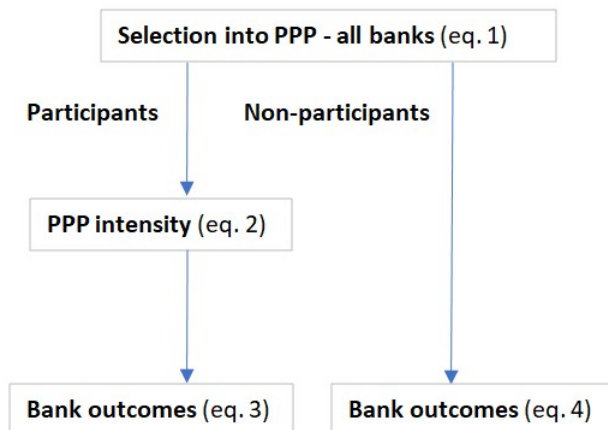 Selection into PPP - all banks (eq. 1)
Participants
Non-participants
PPP intensity (eq. 2)
Bank outcomes (eq. 3)
Bank outcomes (eq. 4)